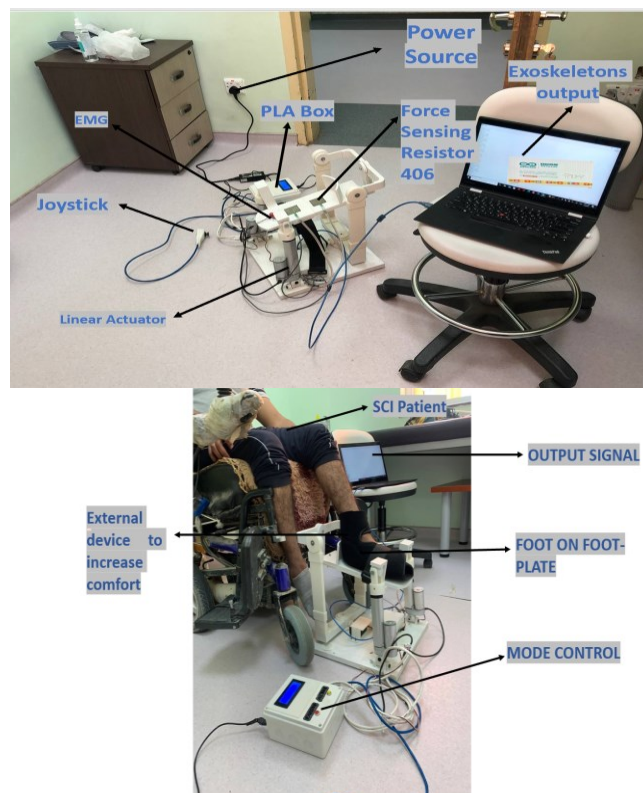 Power
Source
Exoskeletons
output
EMG
PLA Box
Force
Sensing
Resistor
406
Joystick
Linear Actuator
SCI Patient
OUTPUT SIGNAL
External
device to
increase
comfort
FOOT ON FOOT-
PLATE
MODE CONTROL